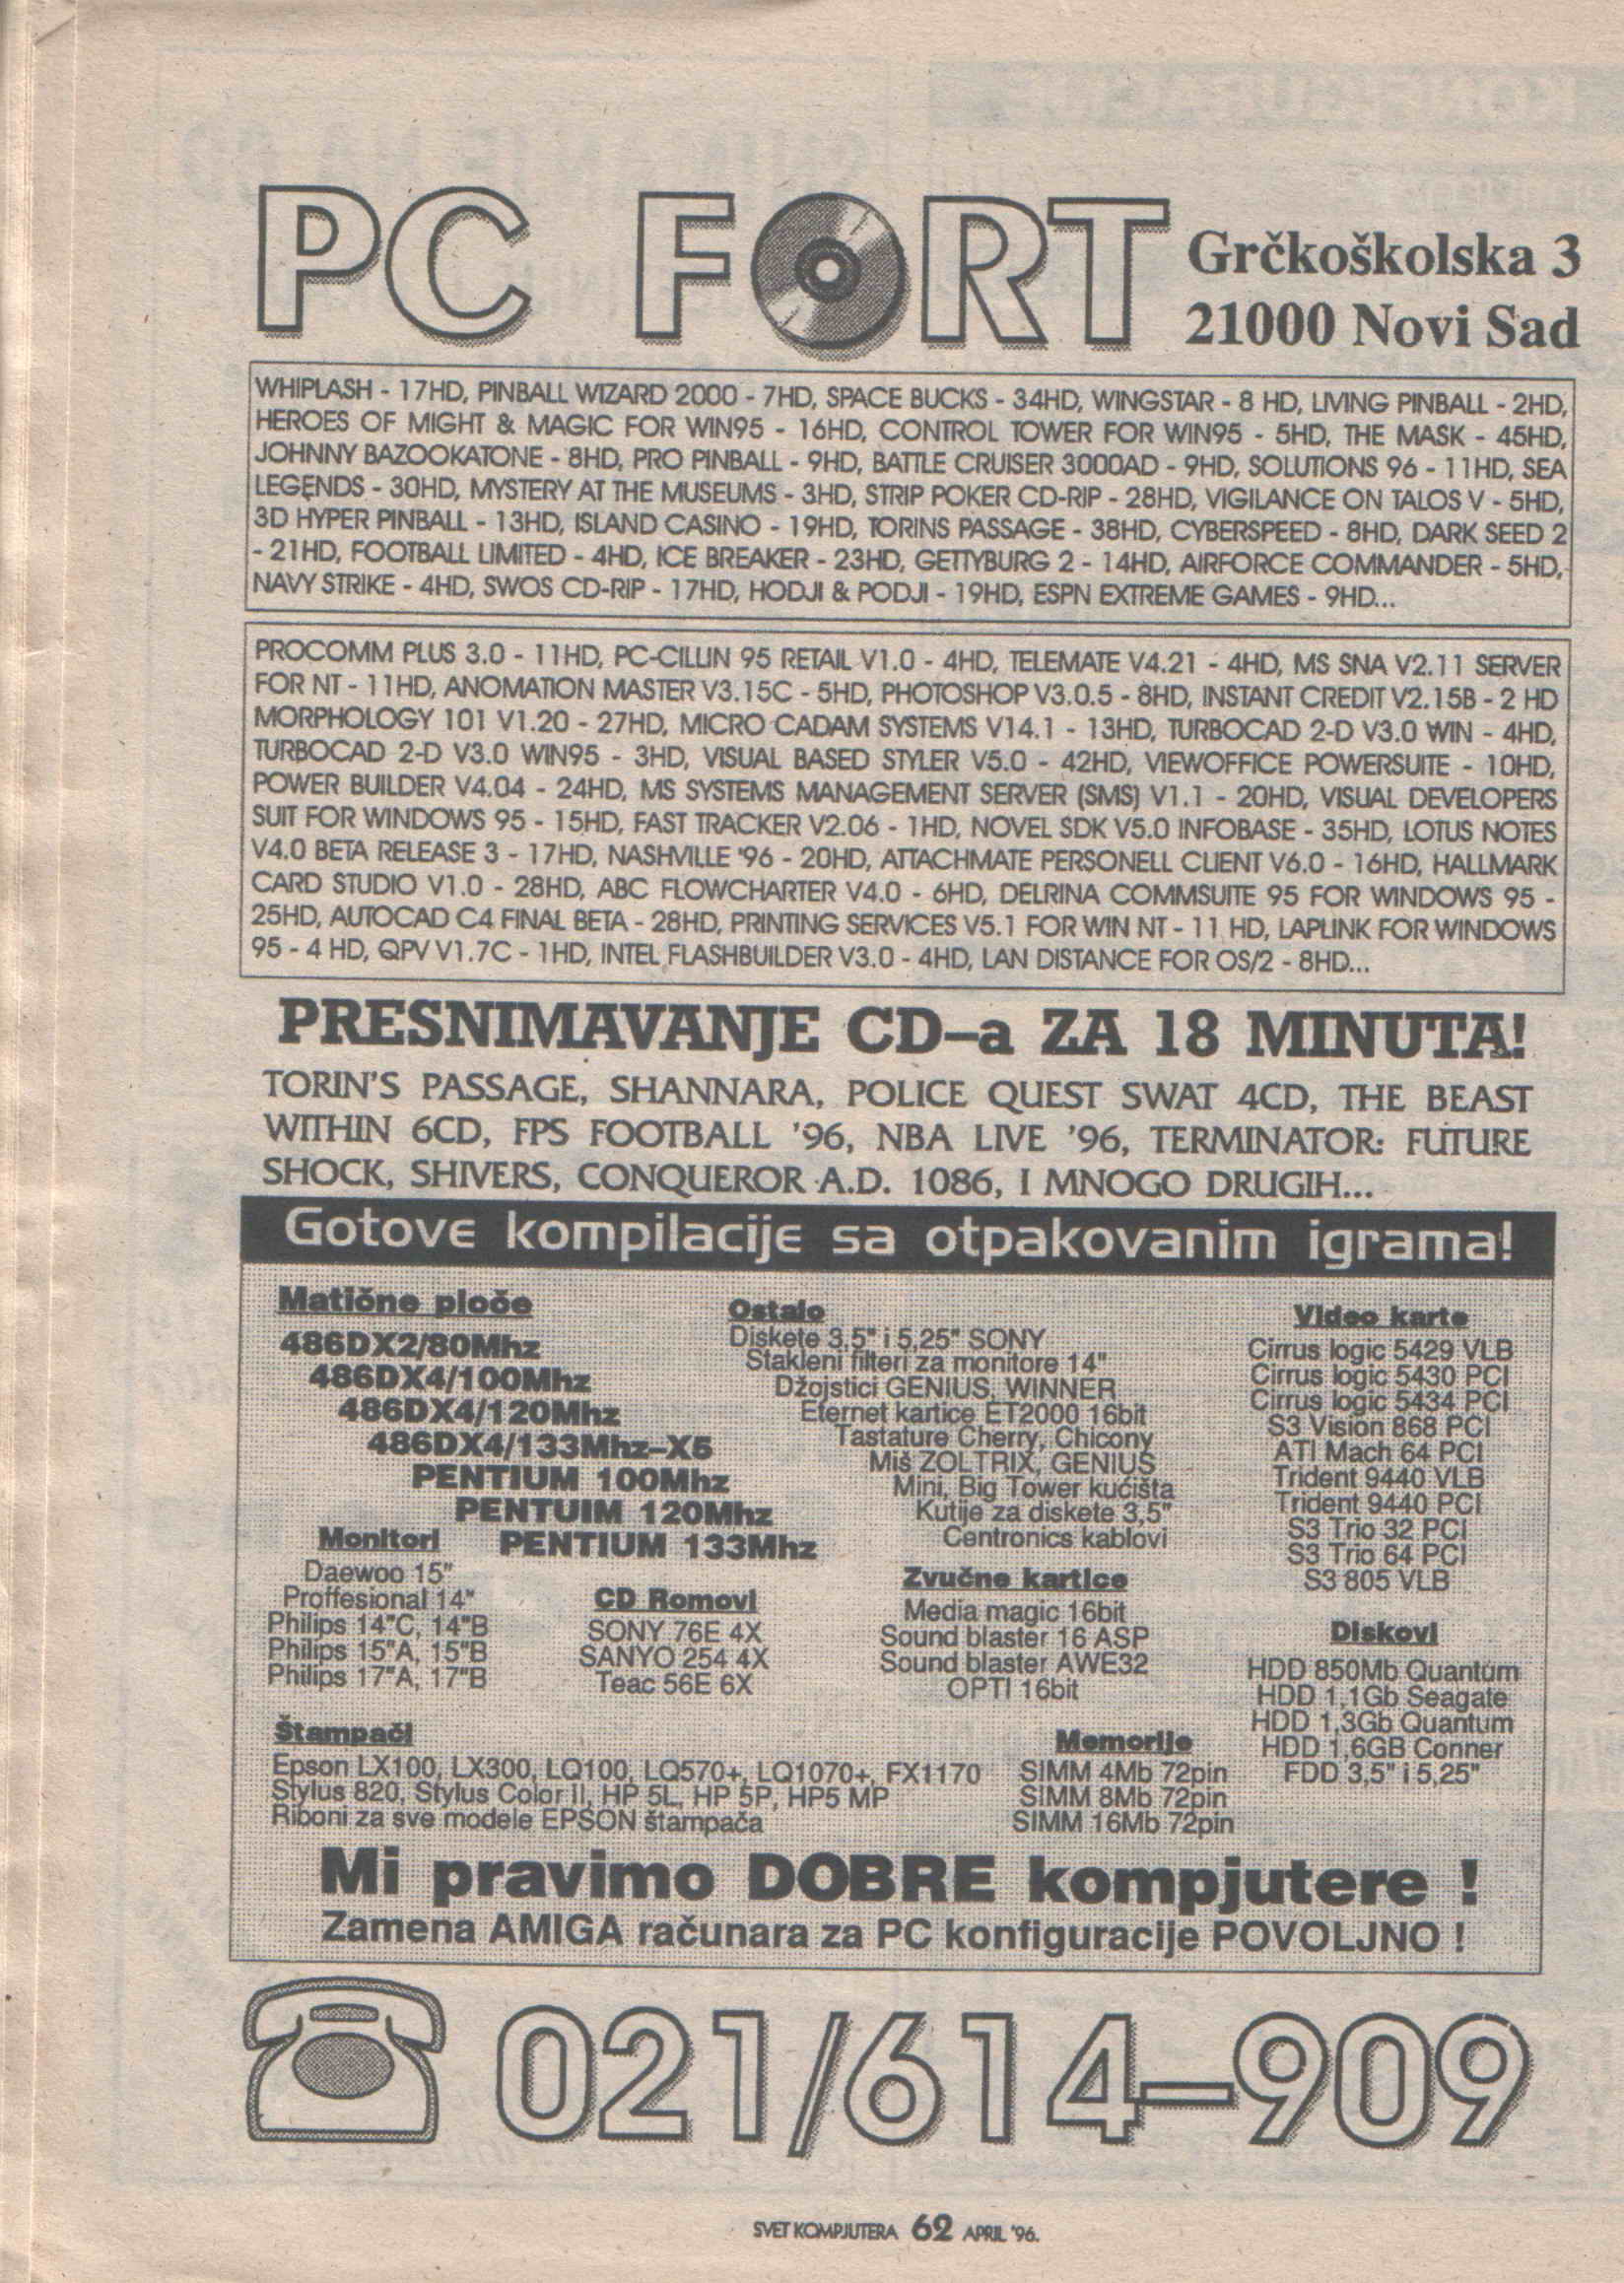 PC FORT
Grčkoškolska 3
21000 Novi Sad
WHIPLASH - 17HD, PINBALL WIZARD 2000 - 7HD, SPACE BUCKS - 34HD, WINGSTAR - 8 HD, LIVING PINBALL - 2HD,
HEROES OF MIGHT & MAGIC FOR WIN95 - 16HD, CONTROL TOWER FOR WIN95 - 5HD, THE MASK - 45HD,
JOHNNY BAZOOKATONE - 8HD, PRO PINBALL - 9HD, BATTLE CRUISER 3000AD - 9HD, SOLUTIONS 96 - 11HD, SEA
LEGENDS - 30HD, MYSTERY AT THE MUSEUMS - 3HD, STRIP POKER CD-RIP - 28HD, VIGILANCE ON TALOS V - 5HD,
3D HYPER PINBALL - 13HD, ISLAND CASINO - 19HD, TORINS PASSAGE - 38HD, CYBERSPEED - 8HD, DARK SEED 2
- 21HD, FOOTBALL LIMITED - 4HD, ICE BREAKER - 23HD, GETTYBURG 2 - 14HD, AIRFORCE COMMANDER - 5HD,
NAVY STRIKE - 4HD, SWOS CD-RIP - 17HD, HODJI & PODJI - 19HD, ESPN EXTREME GAMES - 9HD...
PROCOMM PLUS 3.0 - 11HD, PC-CILLIN 95 RETAIL V1.0 - 4HD, TELEMATE V4.21 - 4HD, MS SNA V2.11 SERVER
FOR NT - 11HD, ANOMATION MASTER V3.15C - 5HD, PHOTOSHOP V3.0.5 - 8HD, INSTANT CREDIT V2.15B - 2 HD
MORPHOLOGY 101 V1.20 - 27HD, MICRO CADAM SYSTEMS V14.1 - 13HD, TURBOCAD 2-D V3.0 WIN - 4HD,
TURBOCAD 2-D V3.0 WIN95 - 3HD, VISUAL BASED STYLER V5.0 - 42HD, VIEWOFFICE POWERSUITE - 10HD,
POWER BUILDER V4.04 - 24HD, MS SYSTEMS MANAGEMENT SERVER (SMS) V1.1 - 20HD, VISUAL DEVELOPERS
SUIT FOR WINDOWS 95 - 15HD, FAST TRACKER V2.06 - 1HD, NOVEL SDK V5.0 INFOBASE - 35HD, LOTUS NOTES
V4.0 BETA RELEASE 3 - 17HD, NASHVILLE '96 - 20HD, ATTACHMATE PERSONELL CLIENT V6.0 - 16HD, HALLMARK
CARD STUDIO V1.0 - 28HD, ABC FLOWCHARTER V4.0 - 6HD, DELRINA COMMSUITE 95 FOR WINDOWS 95 -
25HD, AUTOCAD C4 FINAL BETA - 28HD, PRINTING SERVICES V5.1 FOR WIN NT - 11 HD, LAPLINK FOR WINDOWS
95 - 4 HD, QPV V1.7C - 1HD, INTEL FLASHBUILDER V3.0 - 4HD, LAN DISTANCE FOR OS/2 - 8HD...
PRESNIMAVANJE CD-a ZA 18 MINUTA!
TORIN'S PASSAGE, SHANNARA, POLICE QUEST SWAT 4CD, THE BEAST
WITHIN 6CD, FPS FOOTBALL '96, NBA LIVE '96, TERMINATOR: FUTURE
SHOCK, SHIVERS, CONQUEROR A.D. 1086, I MNOGO DRUGIH...
Gotove kompilacije sa otpakovanim igrama!
Matične ploče
486DX2/80Mhz
486DX4/100Mhz
486DX4/120Mhz
486DX4/133Mhz-X5
PENTIUM 100Mhz
PENTUIM 120Mhz
PENTIUM 133Mhz
Ostalo
Diskete 3,5" i 5,25" SONY
Stakleni filteri za monitore 14"
Džojstici GENIUS, WINNER
Eternet kartice ET2000 16bit
Tastature Cherry, Chicony
Miš ZOLTRIX, GENIUS
Mini, Big Tower kućišta
Kutije za diskete 3,5"
Centronics kablovi
Video karte
Cirrus logic 5429 VLB
Cirrus logic 5430 PCI
Cirrus logic 5434 PCI
S3 Vision 868 PCI
ATI Mach 64 PCI
Trident 9440 VLB
Trident 9440 PCI
S3 Trio 32 PCI
S3 Trio 64 PCI
S3 805 VLB
Monitori
Daewoo 15"
Proffesional 14"
Philips 14"C, 14"B
Philips 15"A, 15"B
Philips 17"A, 17"B
CD Romovi
SONY 76E 4X
SANYO 254 4X
Teac 56E 6X
Zvučne kartice
Media magic 16bit
Sound blaster 16 ASP
Sound blaster AWE32
OPTI 16bit
Diskovi
HDD 850Mb Quantum
HDD 1,1Gb Seagate
HDD 1,3Gb Quantum
HDD 1,6GB Conner
FDD 3,5" i 5,25"
Štampači
Epson LX100, LX300, LQ100, LQ570+, LQ1070+, FX1170
Stylus 820, Stylus Color II, HP 5L, HP 5P, HP5 MP
Riboni za sve modele EPSON štampača
Memorije
SIMM 4Mb 72pin
SIMM 8Mb 72pin
SIMM 16Mb 72pin
Mi pravimo DOBRE kompjutere !
Zamena AMIGA računara za PC konfiguracije POVOLJNO !
021/614-909
SVET KOMPJUTERA 62 APRIL '96.